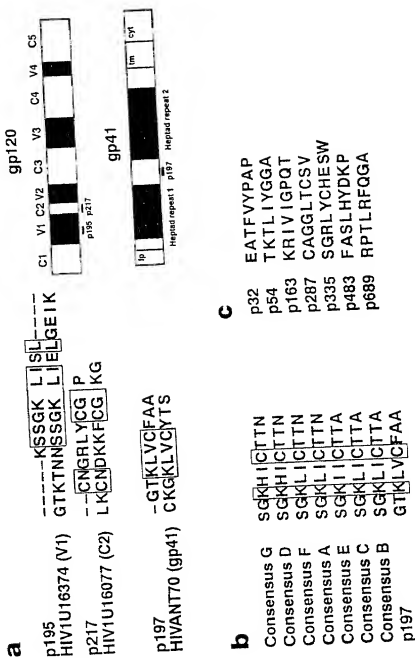 a
p195 -----KSSGK LISL----
HIV1U16374 (V1) GTKTNNSSGK LIELGEIK
p217 --CNGRLYCG P
HIV1U16077 (C2) LKCNDKKFCG KG
p197 -GTKLVCFAA
HIVANT70 (gp41) CKGKLVCYTS
gp120
C1 V1 C2 V2 C3 V3 C4 V4 C5
p195 p217
gp41
fp tm cyt
p197
Heptad repeat 1 Heptad repeat 2
b
Consensus G SGKHICTTN
Consensus D SGKHICTTN
Consensus F SGKLICTTN
Consensus A SGKLICTTN
Consensus E SGKIICTTA
Consensus C SGKLICTTA
Consensus B SGKLICTTA
p197 GTKLVCFAA
c
p32 EATFVYPAP
p54 TKTLIYGGA
p163 KRIVIGPQT
p287 CAGGLTCSV
p335 SGRLYCHESW
p483 FASLHYDKP
p689 RPTLRFQGA